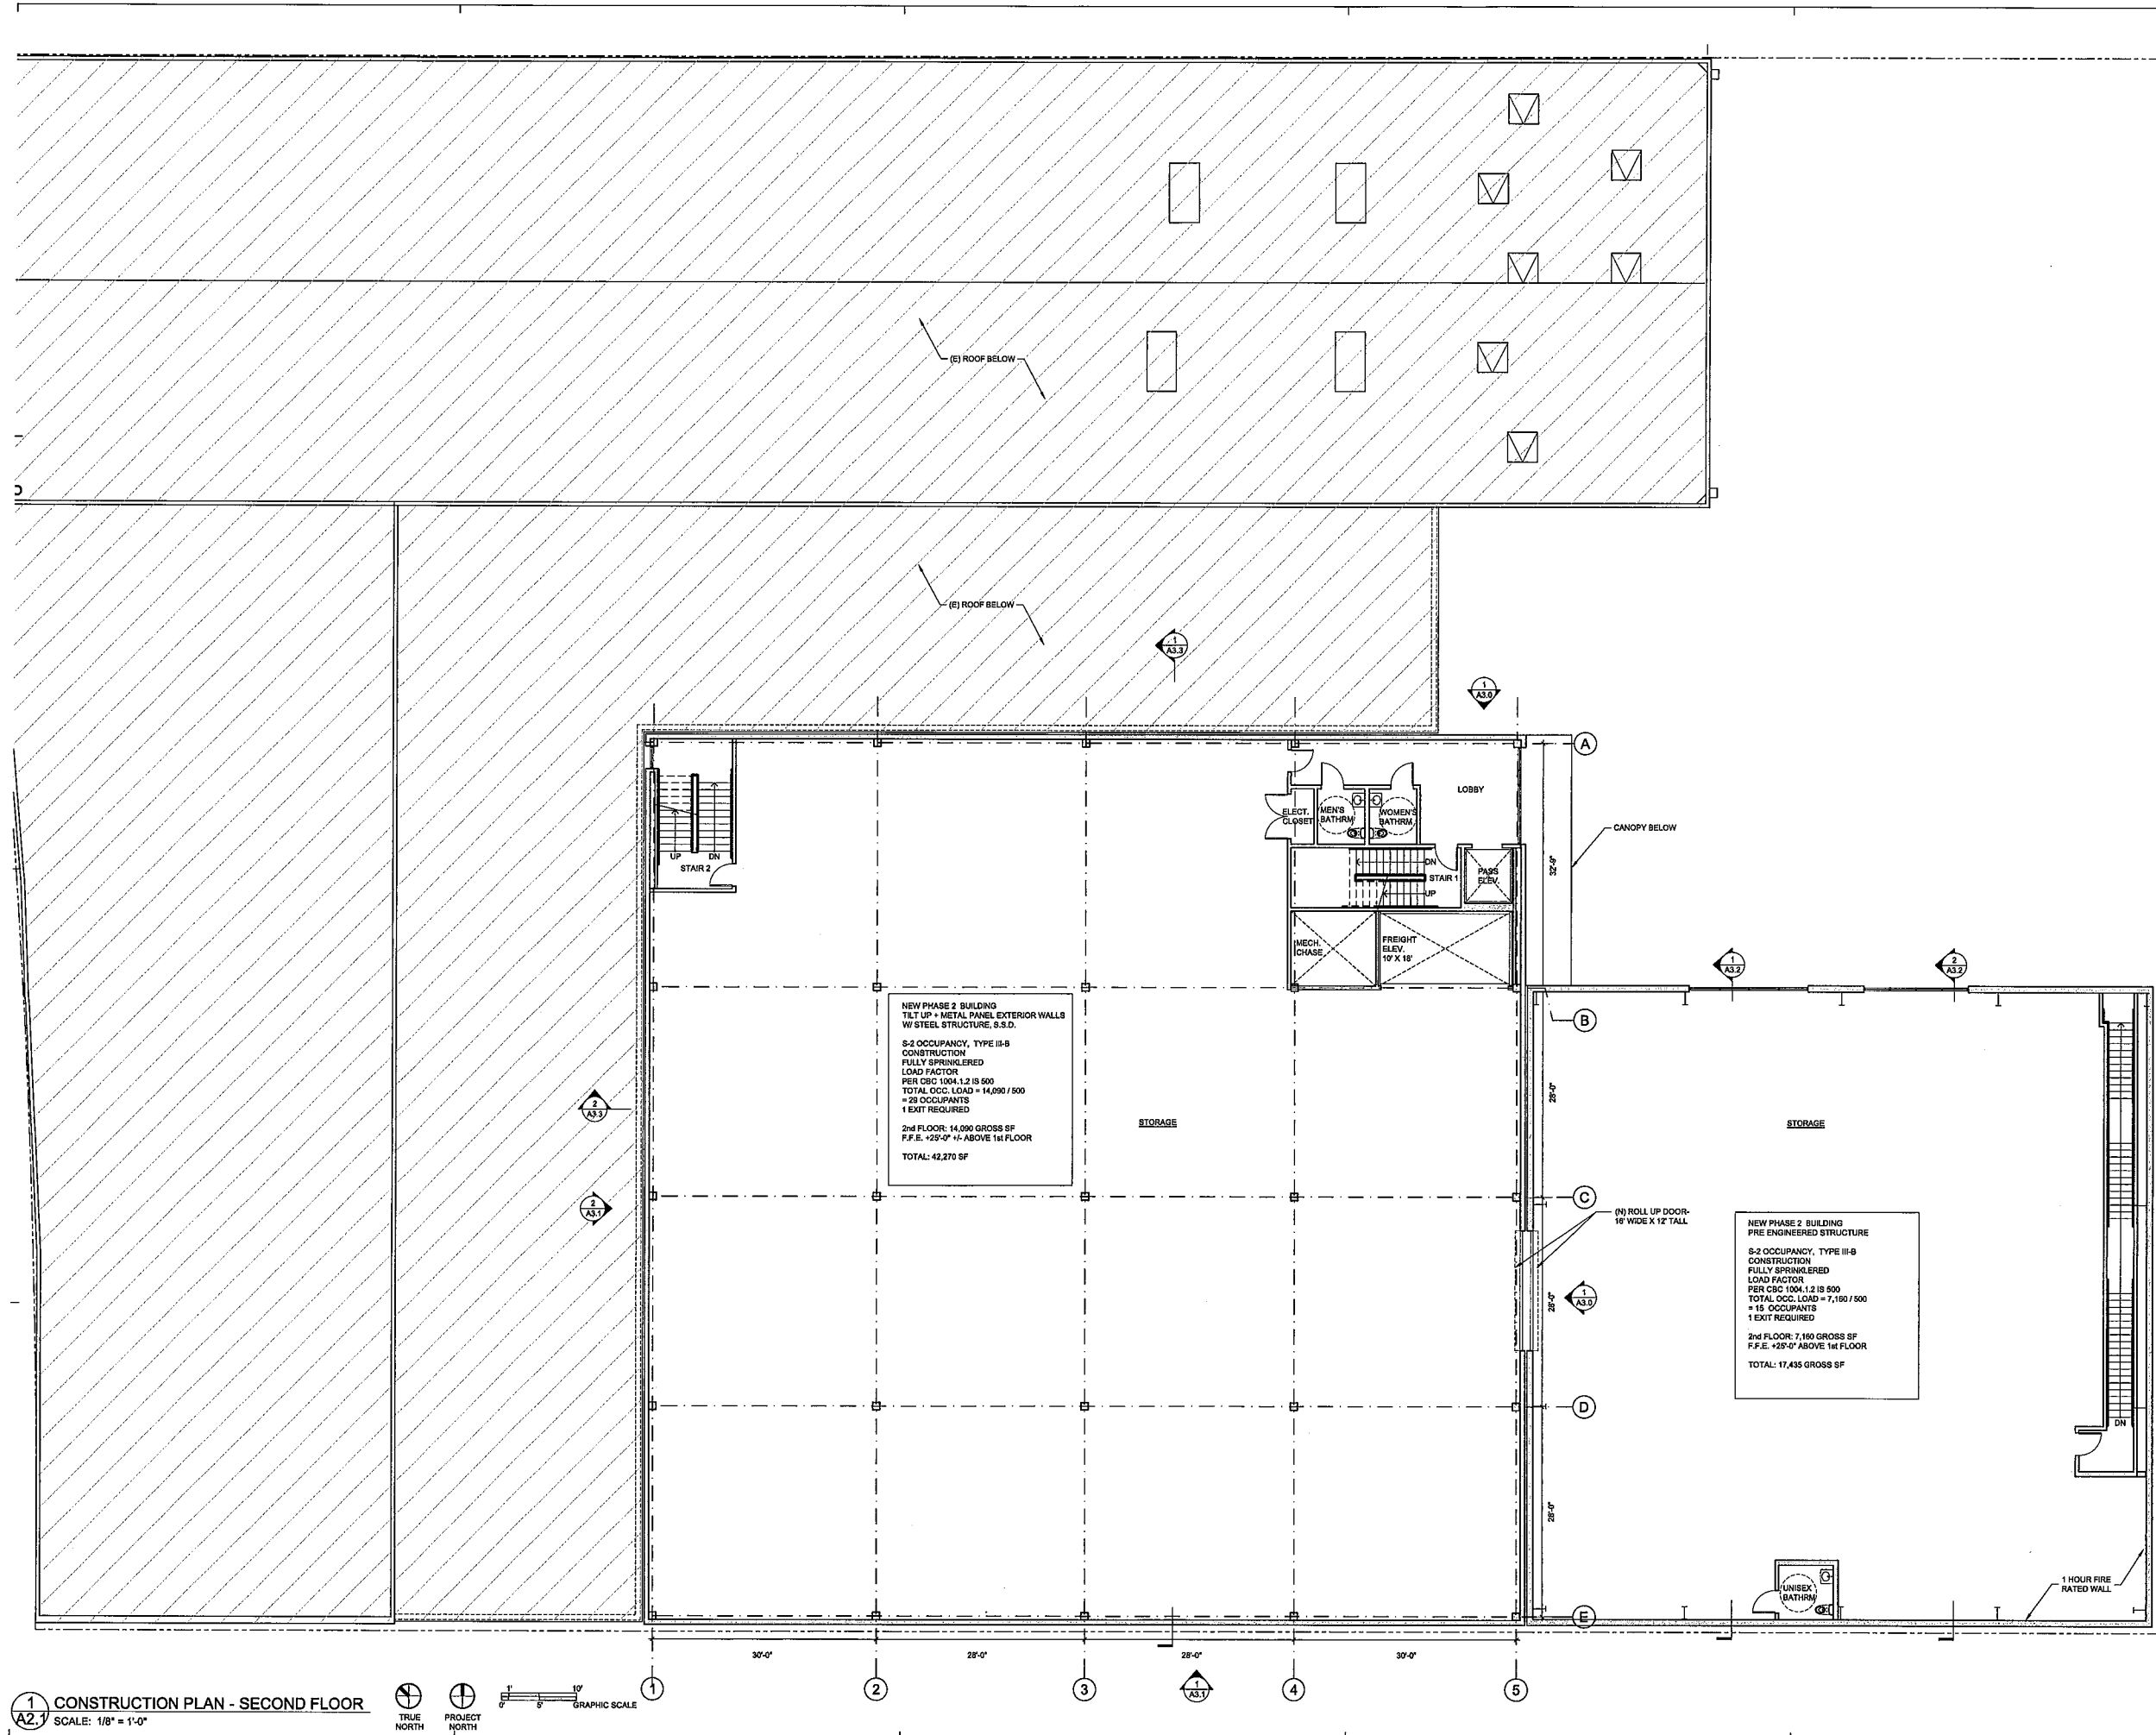 (E) ROOF BELOW
(E) ROOF BELOW
1
A3.3
1
A3.0
A
LOBBY
ELECT.
CLOSET
MEN'S
BATHRM
WOMEN'S
BATHRM
CANOPY BELOW
UP
DN
STAIR 2
DN
STAIR 1
UP
PASS
ELEV.
32'-9"
MECH.
CHASE
FREIGHT
ELEV.
10' X 18'
1
A3.2
2
A3.2
B
NEW PHASE 2 BUILDING
TILT UP + METAL PANEL EXTERIOR WALLS
W/ STEEL STRUCTURE, S.S.D.
S-2 OCCUPANCY, TYPE III-B
CONSTRUCTION
FULLY SPRINKLERED
LOAD FACTOR
PER CBC 1004.1.2 IS 500
TOTAL OCC. LOAD = 14,090 / 500
= 29 OCCUPANTS
1 EXIT REQUIRED
2nd FLOOR: 14,090 GROSS SF
F.F.E. +25'-0" +/- ABOVE 1st FLOOR
TOTAL: 42,270 SF
28'-0"
2
A3.3
STORAGE
STORAGE
C
2
A3.1
(N) ROLL UP DOOR-
16' WIDE X 12' TALL
NEW PHASE 2 BUILDING
PRE ENGINEERED STRUCTURE
S-2 OCCUPANCY, TYPE III-B
CONSTRUCTION
FULLY SPRINKLERED
LOAD FACTOR
PER CBC 1004.1.2 IS 500
TOTAL OCC. LOAD = 7,160 / 500
= 15 OCCUPANTS
1 EXIT REQUIRED
2nd FLOOR: 7,160 GROSS SF
F.F.E. +25'-0" ABOVE 1st FLOOR
TOTAL: 17,435 GROSS SF
28'-0"
1
A3.0
D
DN
28'-0"
UNISEX
BATHRM
1 HOUR FIRE
RATED WALL
E
30'-0"
28'-0"
28'-0"
30'-0"
1
2
3
1
A3.1
4
5
1
A2.1
CONSTRUCTION PLAN - SECOND FLOOR
SCALE: 1/8" = 1'-0"
TRUE
NORTH
PROJECT
NORTH
1'
10'
0'
5'
GRAPHIC SCALE